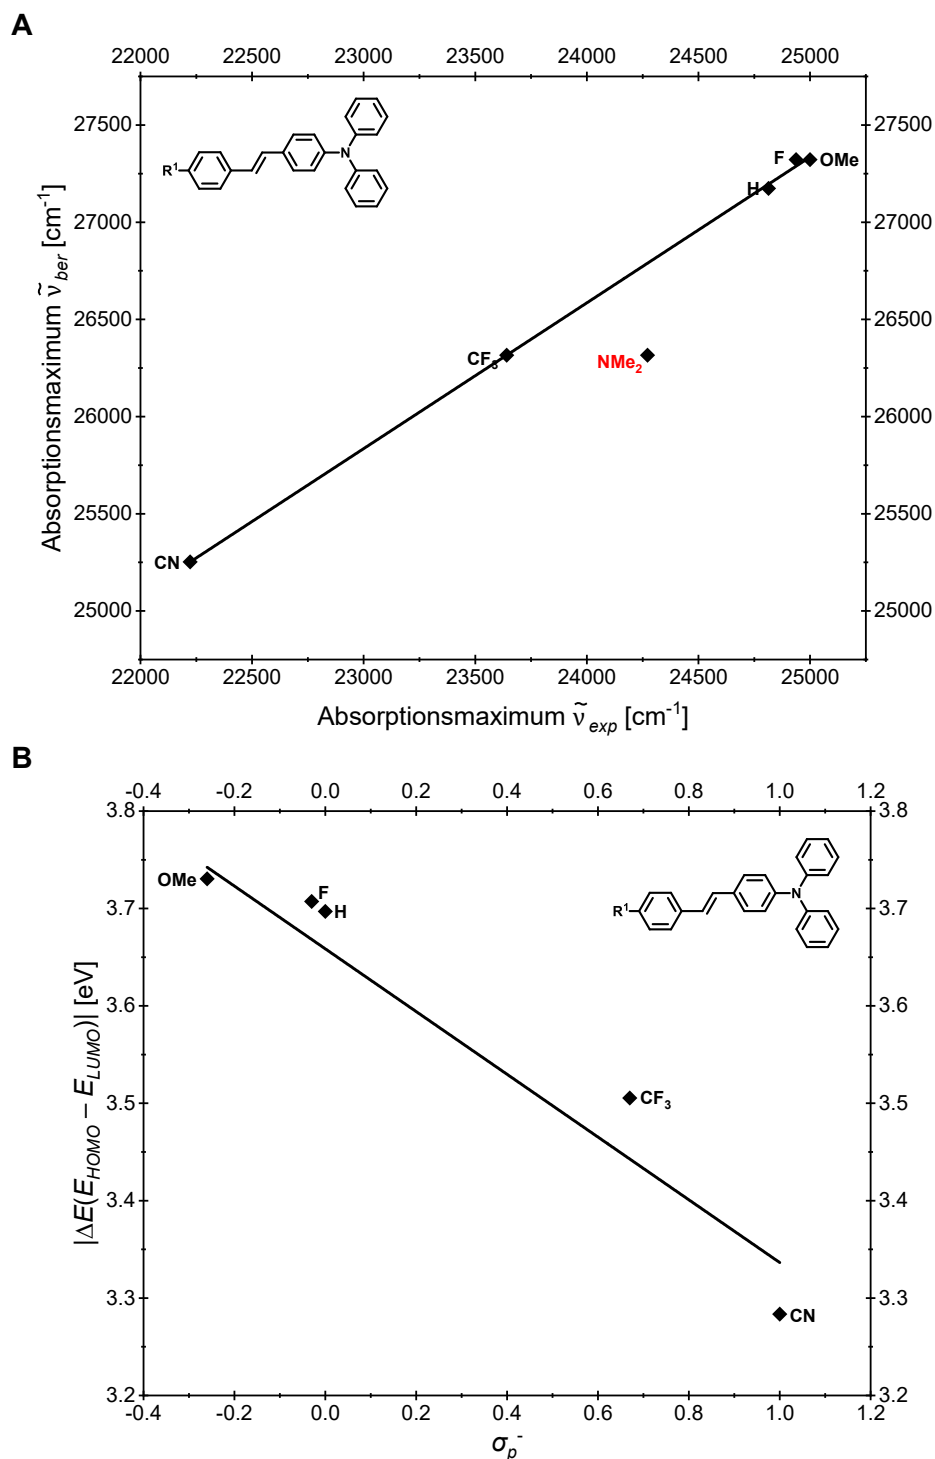 A
22000 22500 23000 23500 24000 24500 25000
27500 27500
F OMe
R¹ N
H
27000 27000
26500 26500
CF₃ NMe₂
26000 26000
25500 25500
CN
25000 25000
22000 22500 23000 23500 24000 24500 25000
Absorptionsmaximum ν̃ber [cm⁻¹]
Absorptionsmaximum ν̃exp [cm⁻¹]
B
-0.4 -0.2 0.0 0.2 0.4 0.6 0.8 1.0 1.2
3.8 3.8
OMe
F
H
R¹ N
3.7 3.7
3.6 3.6
3.5 3.5
CF₃
3.4 3.4
3.3 3.3
CN
3.2 3.2
-0.4 -0.2 0.0 0.2 0.4 0.6 0.8 1.0 1.2
|ΔE(E_HOMO – E_LUMO)| [eV]
σp⁻